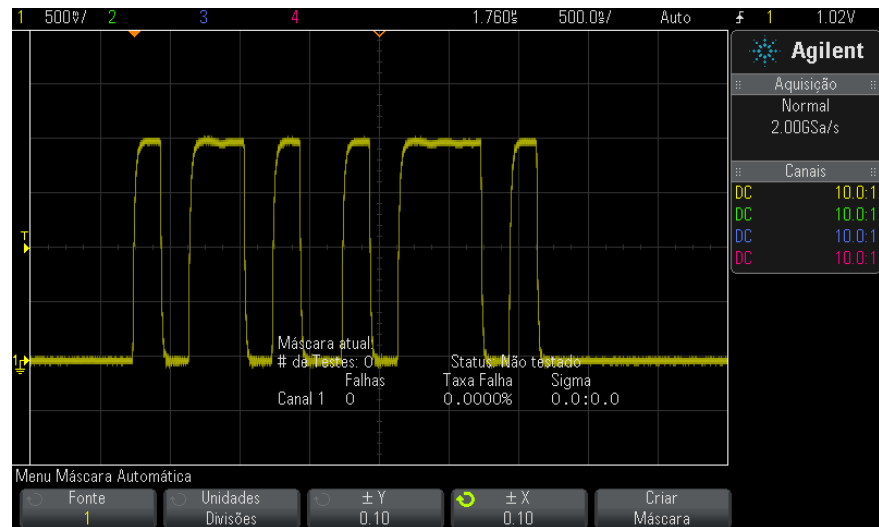 1 500▽/ 2 3 4 1.760s 500.0s/ Auto 1 1.02V
Agilent
Aquisição
Normal
2.00GSa/s
Canais
DC 10.0:1
DC 10.0:1
DC 10.0:1
DC 10.0:1
T
1
Máscara atual:
# de Testes: 0 Status: Não testado
Falhas Taxa Falha Sigma
Canal 1 0 0.0000% 0.0:0.0
Menu Máscara Automática
Fonte Unidades ± Y ± X Criar
1 Divisões 0.10 0.10 Máscara